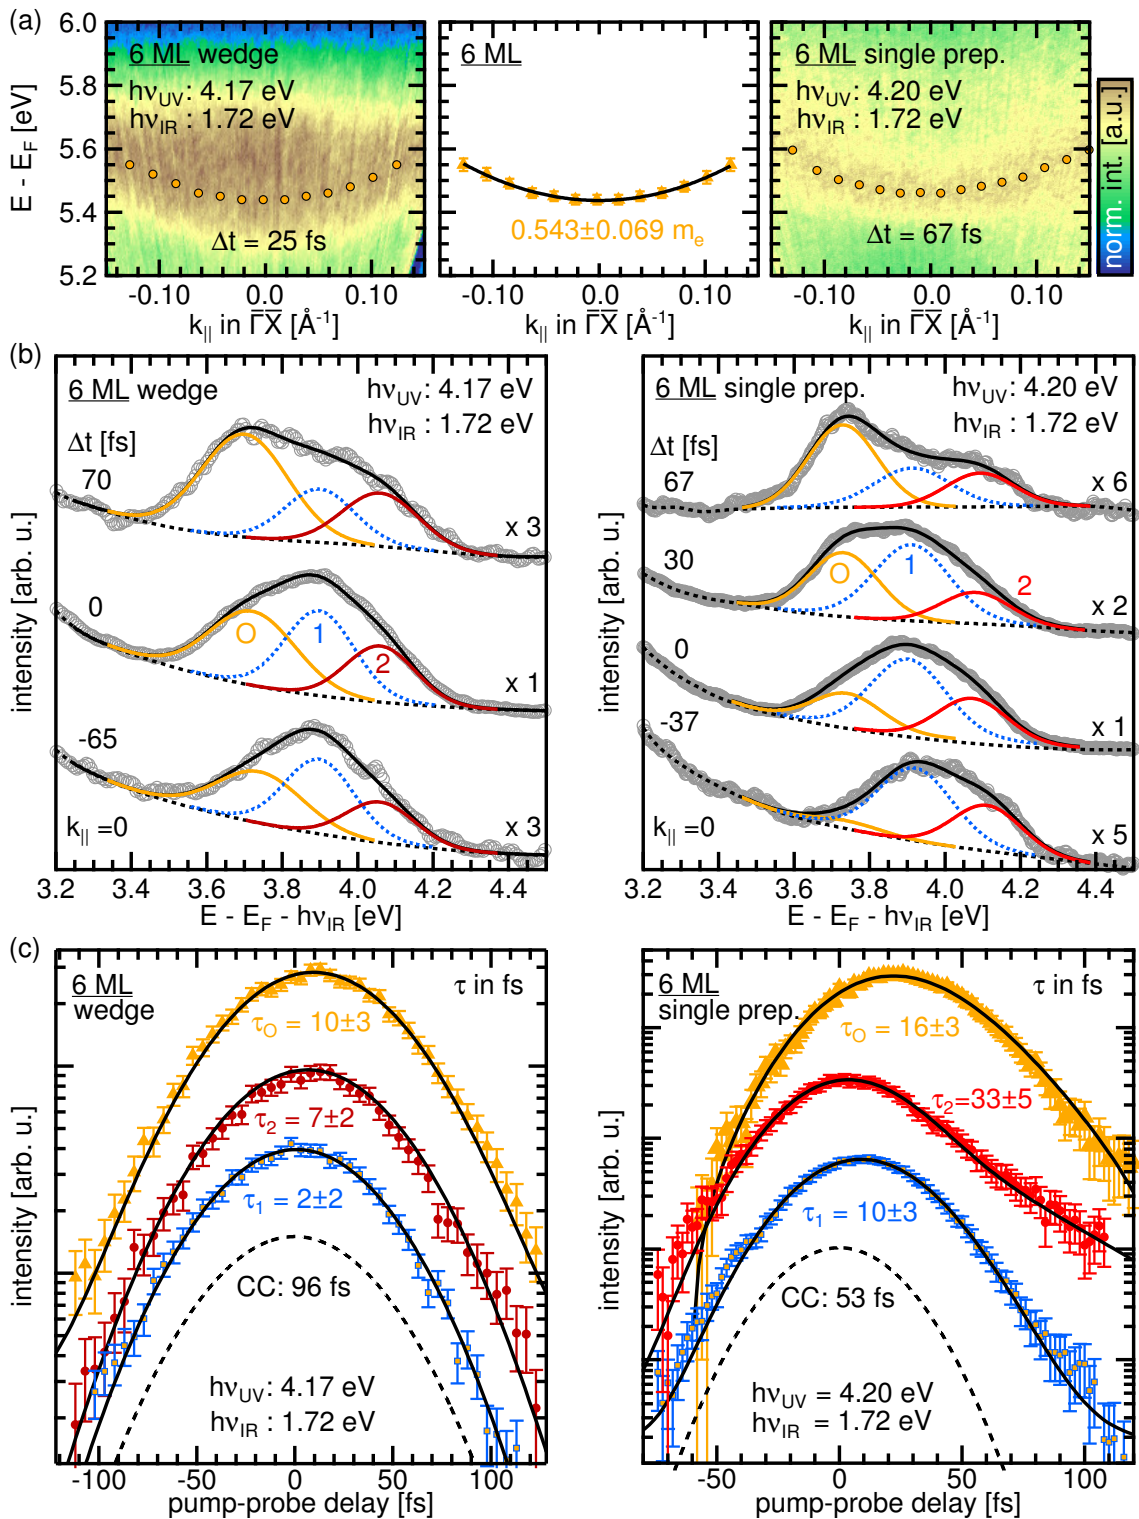 (a)
6.0
5.8
5.6
5.4
5.2
E - E_F [eV]
6 ML wedge
hν_UV: 4.17 eV
hν_IR: 1.72 eV
Δt = 25 fs
-0.10
0.0
0.10
k_|| in Γ̅X̅ [Å⁻¹]
6 ML
0.543±0.069 m_e
-0.10
0.0
0.10
k_|| in Γ̅X̅ [Å⁻¹]
6 ML single prep.
hν_UV: 4.20 eV
hν_IR: 1.72 eV
Δt = 67 fs
-0.10
0.0
0.10
k_|| in Γ̅X̅ [Å⁻¹]
norm. int. [a.u.]
(b)
6 ML wedge
hν_UV: 4.17 eV
hν_IR : 1.72 eV
Δt [fs]
70
x 3
0
O
1
2
x 1
-65
k_|| =0
x 3
intensity [arb. u.]
3.2
3.4
3.6
3.8
4.0
4.2
4.4
E - E_F - hν_IR [eV]
6 ML single prep.
hν_UV: 4.20 eV
hν_IR : 1.72 eV
Δt [fs]
67
x 6
30
O
1
2
x 2
0
x 1
-37
k_|| =0
x 5
intensity [arb. u.]
3.2
3.4
3.6
3.8
4.0
4.2
4.4
E - E_F - hν_IR [eV]
(c)
6 ML
wedge
τ in fs
τ_O = 10±3
τ_2 = 7±2
τ_1 = 2±2
CC: 96 fs
hν_UV: 4.17 eV
hν_IR : 1.72 eV
intensity [arb. u.]
-100
-50
0
50
100
pump-probe delay [fs]
6 ML
single prep.
τ in fs
τ_O = 16±3
τ_2=33±5
τ_1 = 10±3
CC: 53 fs
hν_UV = 4.20 eV
hν_IR = 1.72 eV
intensity [arb. u.]
-50
0
50
100
pump-probe delay [fs]